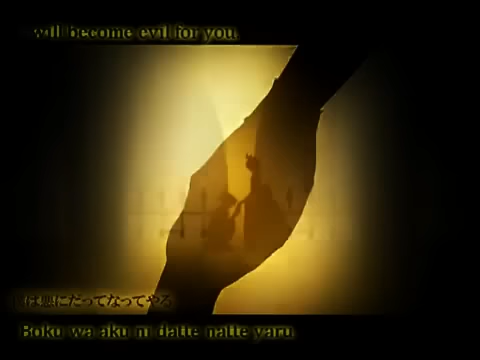 will become evil for you.
は悪にだってなってやる
Boku wa aku ni datte natte yaru.